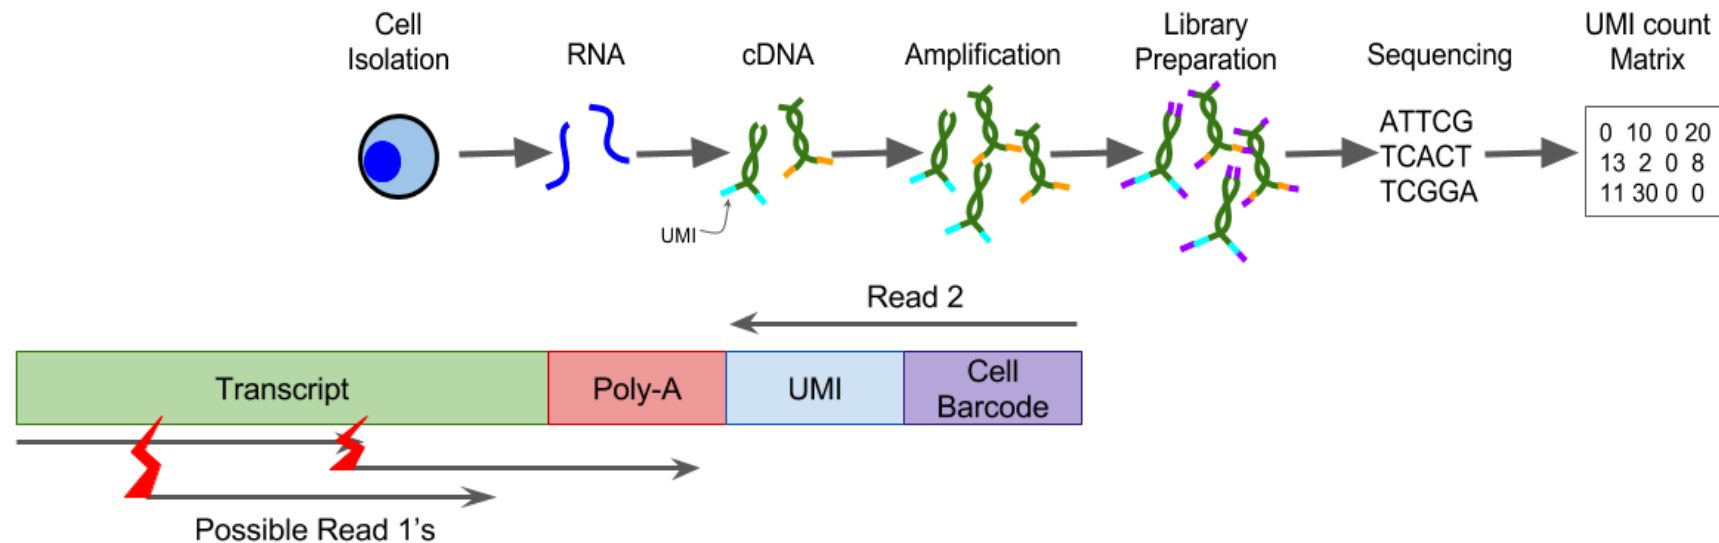 Cell
Isolation
RNA
cDNA
Amplification
Library
Preparation
Sequencing
UMI count
Matrix
UMI
ATTCG
TCACT
TCGGA
0 10 0 20
13 2 0 8
11 30 0 0
Read 2
Transcript
Poly-A
UMI
Cell
Barcode
Possible Read 1's